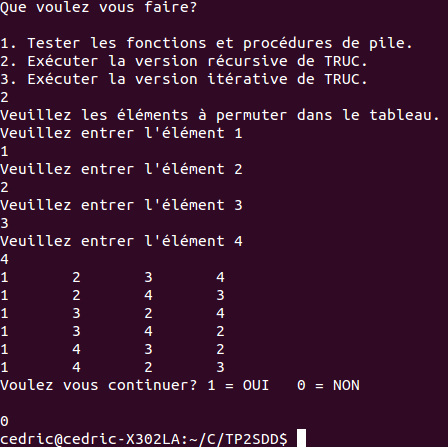 Que voulez vous faire?
1. Tester les fonctions et procédures de pile.
2. Exécuter la version récursive de TRUC.
3. Exécuter la version itérative de TRUC.
2
Veuillez les éléments à permuter dans le tableau.
Veuillez entrer l'élément 1
1
Veuillez entrer l'élément 2
2
Veuillez entrer l'élément 3
3
Veuillez entrer l'élément 4
4
1 2 3 4
1 2 4 3
1 3 2 4
1 3 4 2
1 4 3 2
1 4 2 3
Voulez vous continuer? 1 = OUI 0 = NON
0
cedric@cedric-X302LA:~/C/TP2SDD$